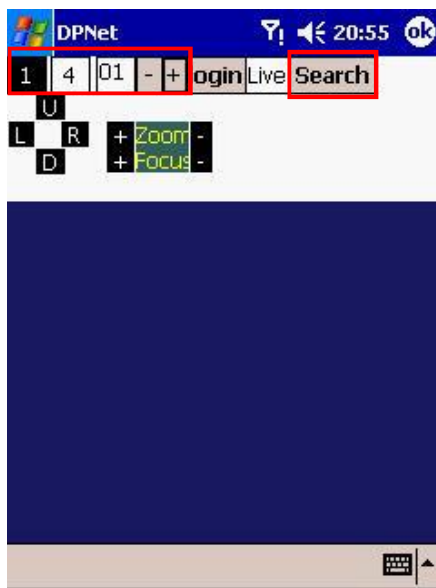 DPNet 20:55 ok
1 4 01 - + ogin Live Search
U
L R + Zoom -
D + Focus -